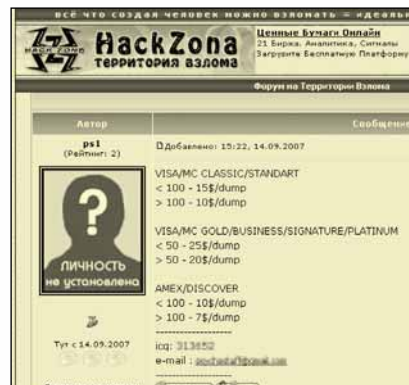 всё что создал человек можно взломать = идеаль
HACK ZONE
HackZona
территория взлома
Ценные Бумаги Онлайн
21 Биржа, Аналитика, Сигналы
Загрузите Бесплатную Платформу
Форум на Территории Взлома
Автор
Сообщение
ps1
(Рейтинг: 2)
Добавлено: 15:22, 14.09.2007
VISA/MC CLASSIC/STANDART
< 100 - 15$/dump
> 100 - 10$/dump
VISA/MC GOLD/BUSINESS/SIGNATURE/PLATINUM
< 50 - 25$/dump
> 50 - 20$/dump
AMEX/DISCOVER
< 100 - 10$/dump
> 100 - 7$/dump
-------------------
icq:
e-mail :
-------------------
ЛИЧНОСТЬ
не установлена
Тут с 14.09.2007